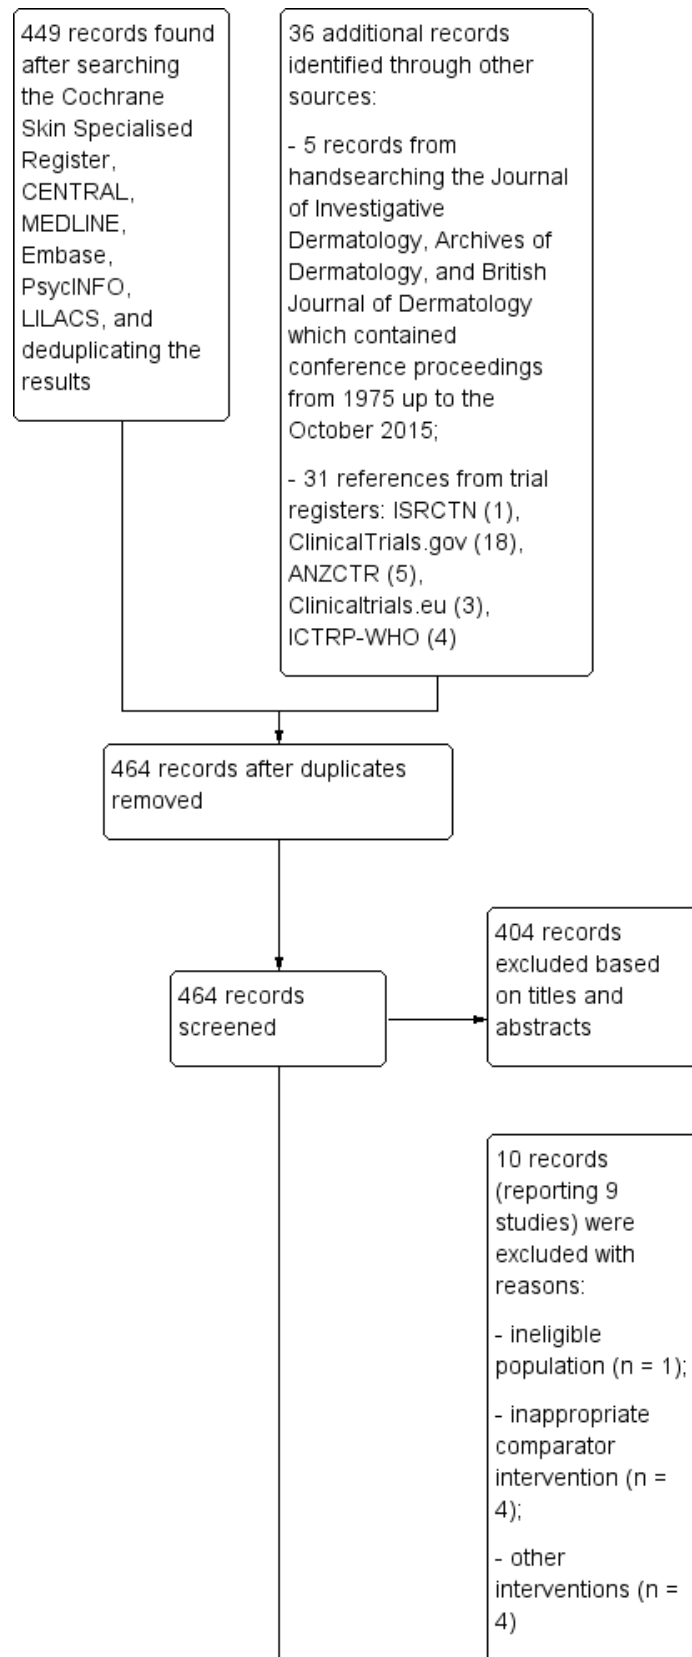 449 records found
after searching
the Cochrane
Skin Specialised
Register,
CENTRAL,
MEDLINE,
Embase,
PsycINFO,
LILACS, and
deduplicating the
results
36 additional records
identified through other
sources:
- 5 records from
handsearching the Journal
of Investigative
Dermatology, Archives of
Dermatology, and British
Journal of Dermatology
which contained
conference proceedings
from 1975 up to the
October 2015;
- 31 references from trial
registers: ISRCTN (1),
ClinicalTrials.gov (18),
ANZCTR (5),
Clinicaltrials.eu (3),
ICTRP-WHO (4)
464 records after duplicates
removed
464 records
screened
404 records
excluded based
on titles and
abstracts
10 records
(reporting 9
studies) were
excluded with
reasons:
- ineligible
population (n = 1);
- inappropriate
comparator
intervention (n =
4);
- other
interventions (n =
4)